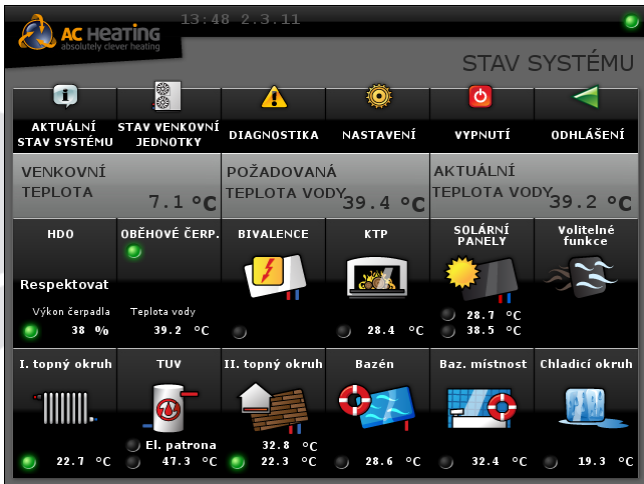 AC Heating
absolutely clever heating
13:48 2.3.11
STAV SYSTÉMU
AKTUÁLNÍ
STAV SYSTÉMU
STAV VENKOVNÍ
JEDNOTKY
DIAGNOSTIKA
NASTAVENÍ
VYPNUTÍ
ODHLÁŠENÍ
VENKOVNÍ
TEPLOTA
7.1 °C
POŽADOVANÁ
TEPLOTA VODY
39.4 °C
AKTUÁLNÍ
TEPLOTA VODY
39.2 °C
HDO
Respektovat
Výkon čerpadla
38 %
OBĚHOVÉ ČERP.
Teplota vody
39.2 °C
BIVALENCE
KTP
28.4 °C
SOLÁRNÍ
PANELY
28.7 °C
38.5 °C
Volitelné
funkce
I. topný okruh
22.7 °C
TUV
El. patrona
47.3 °C
II. topný okruh
32.8 °C
22.3 °C
Bazén
28.6 °C
Baz. místnost
32.4 °C
Chladicí okruh
19.3 °C